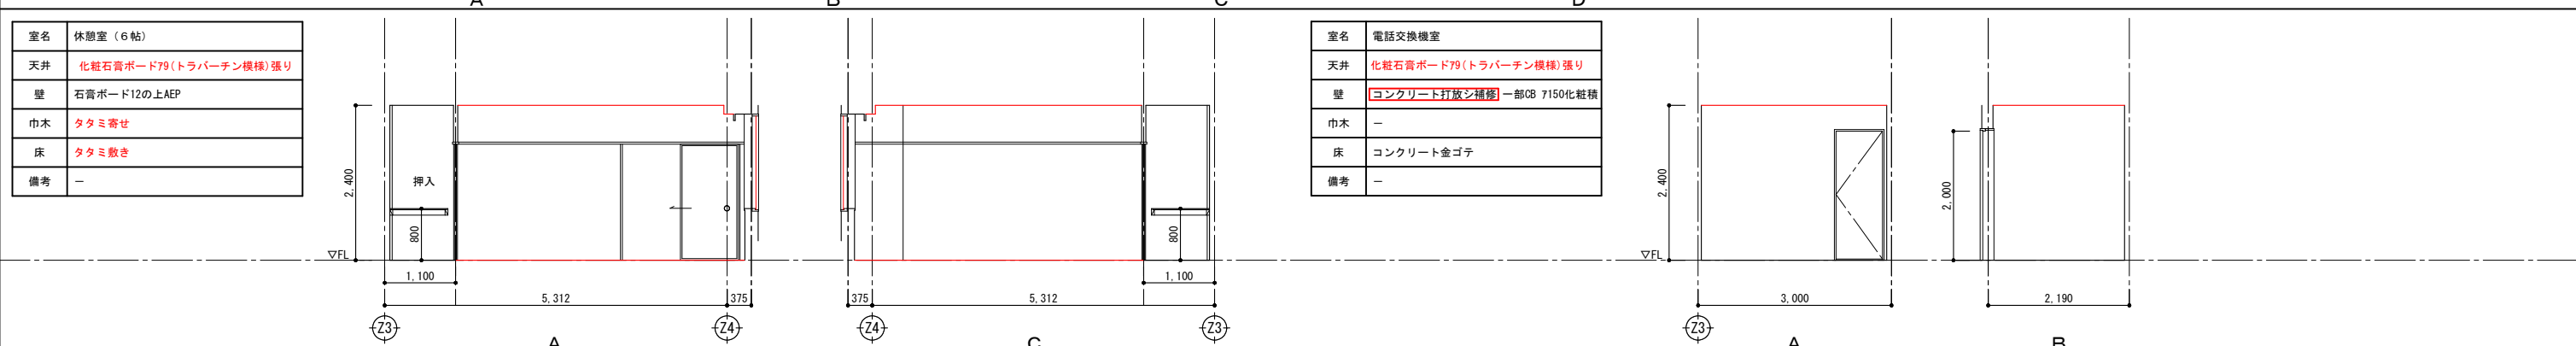 A B C D
室名 休憩室（６帖）
天井 化粧石膏ボード79(トラバーチン模様)張り
壁 石膏ボード12の上AEP
巾木 タタミ寄せ
床 タタミ敷き
備考 －
2,400
押入
800
▽FL
1,100
5,312
375
Z3
Z4
A
375
5,312
800
1,100
Z4
Z3
C
室名 電話交換機室
天井 化粧石膏ボード79(トラバーチン模様)張り
壁 コンクリート打放シ補修 一部CB ｱ150化粧積
巾木 －
床 コンクリート金ゴテ
備考 －
2,400
▽FL
3,000
Z3
A
2,000
2,190
B